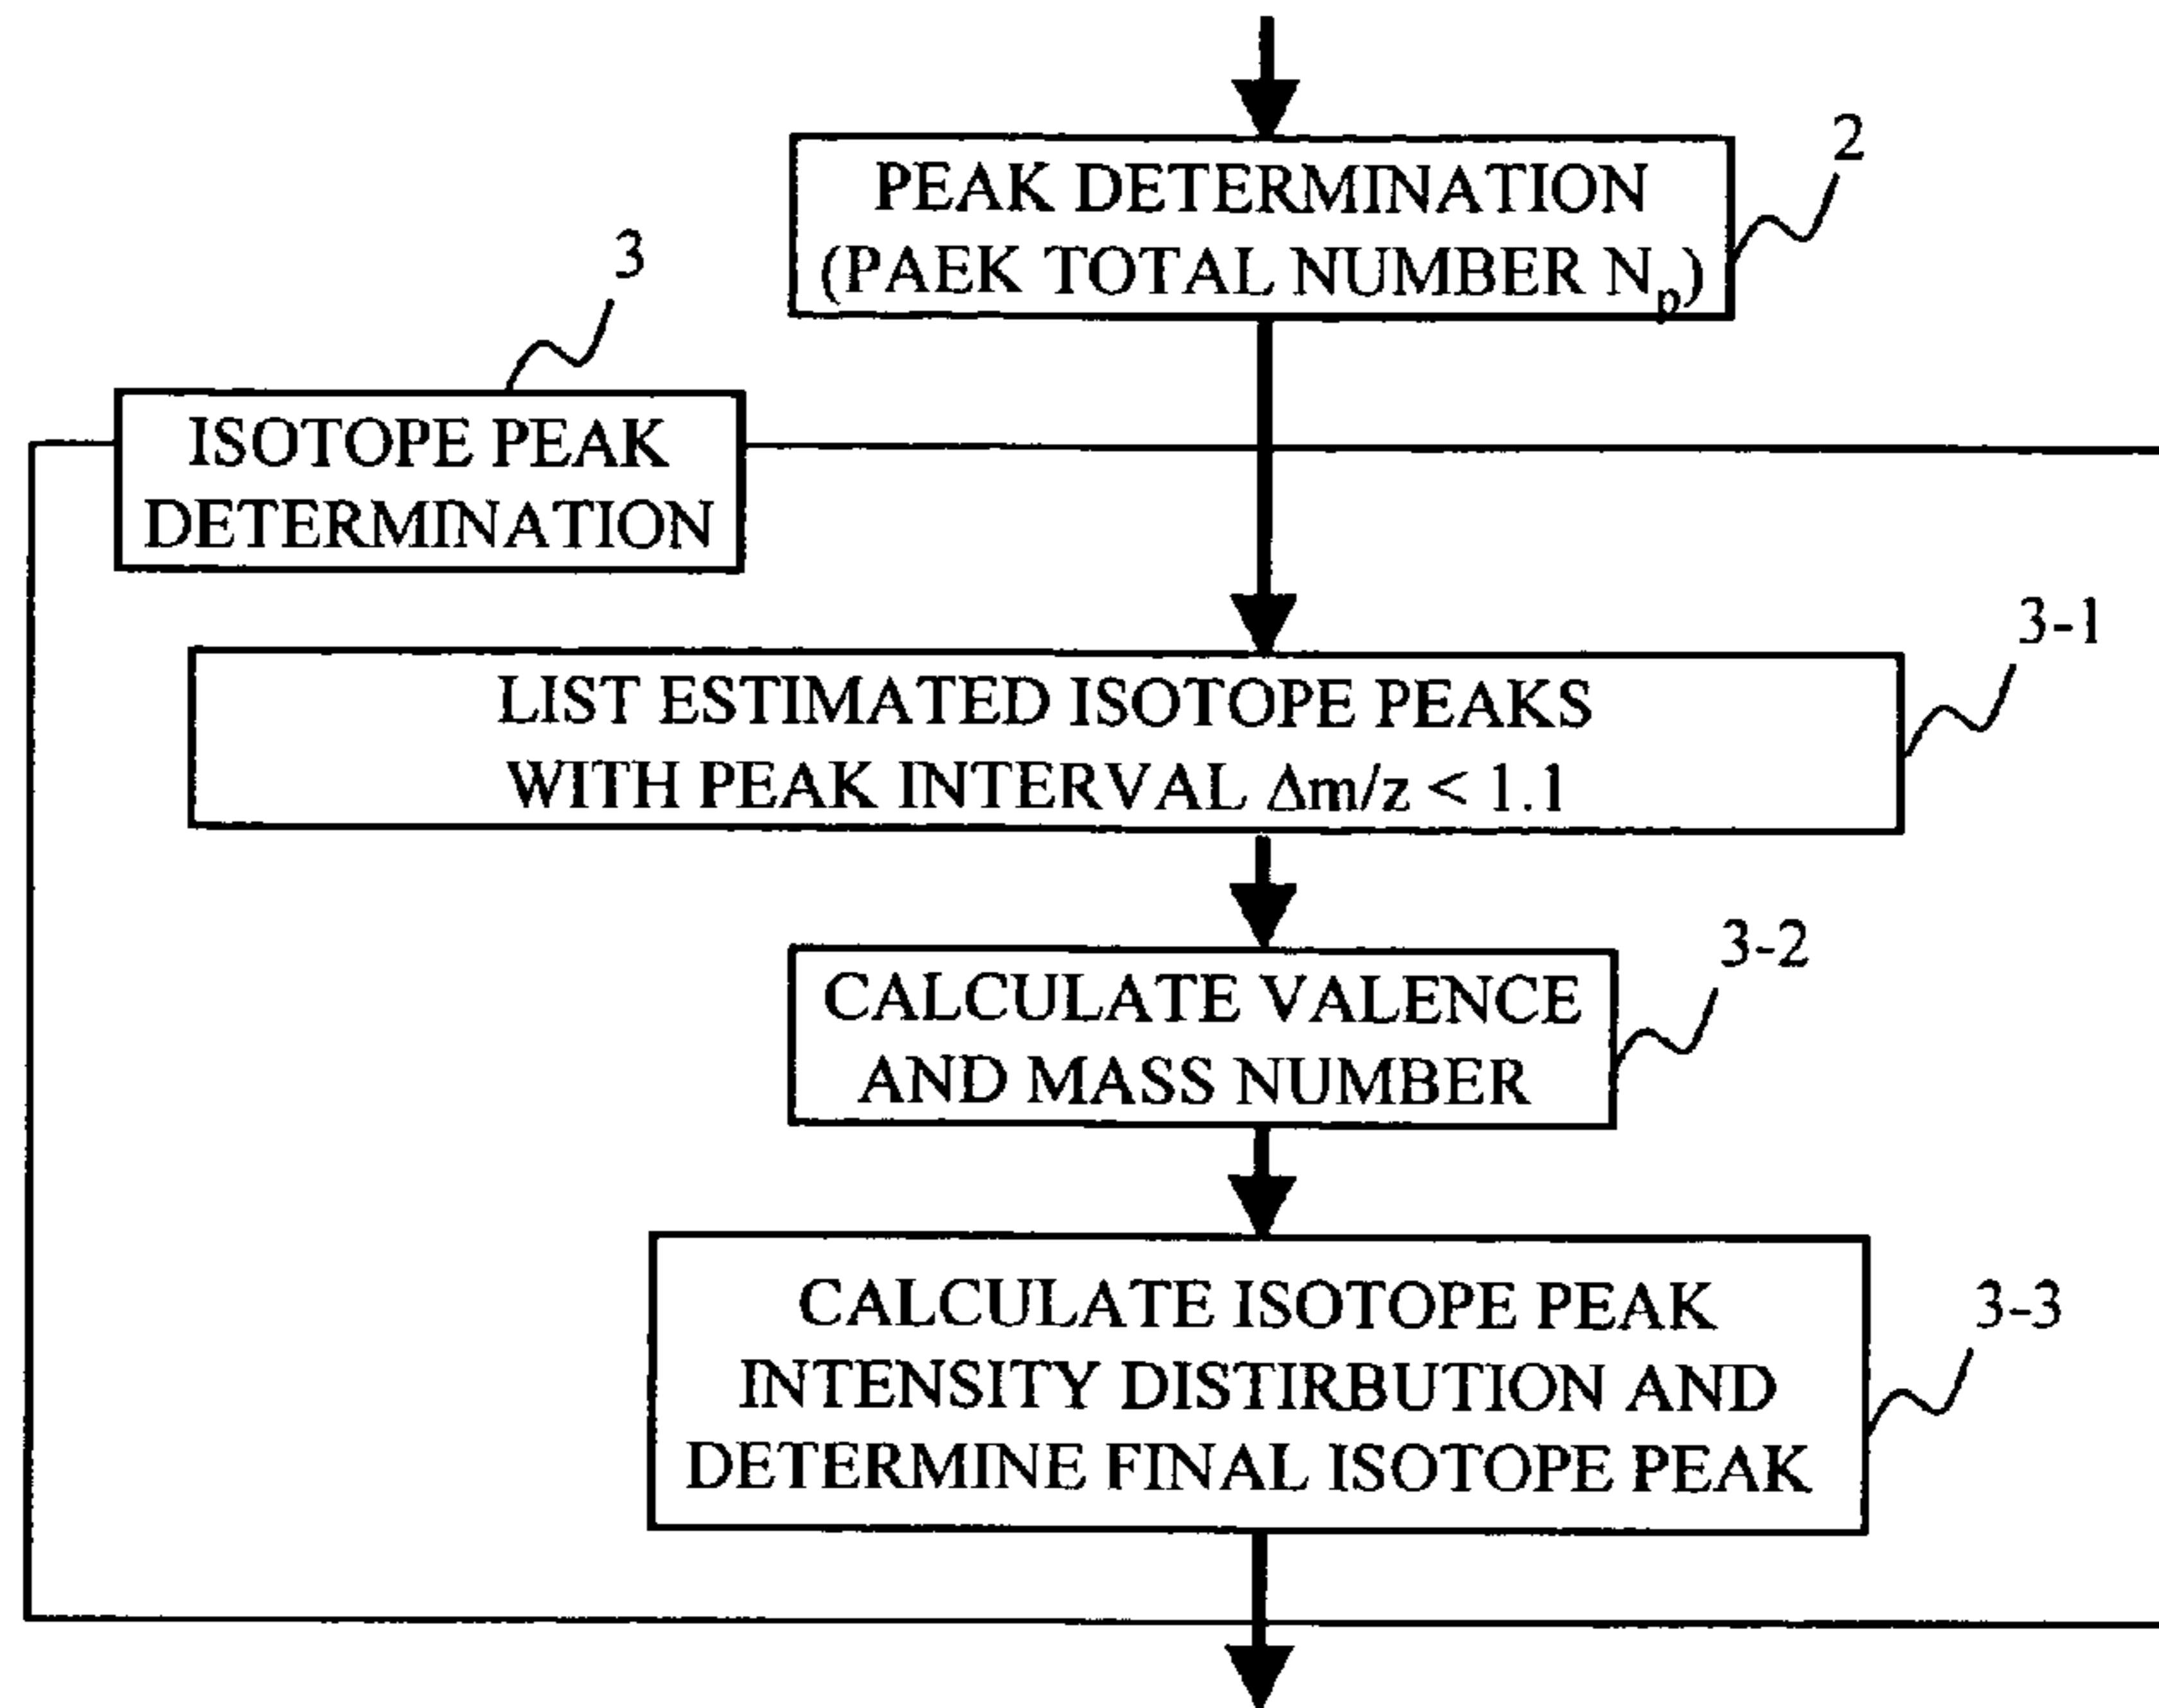 2
PEAK DETERMINATION
(PAEK TOTAL NUMBER Np)
3
ISOTOPE PEAK
DETERMINATION
3-1
LIST ESTIMATED ISOTOPE PEAKS
WITH PEAK INTERVAL Δm/z < 1.1
3-2
CALCULATE VALENCE
AND MASS NUMBER
3-3
CALCULATE ISOTOPE PEAK
INTENSITY DISTIRBUTION AND
DETERMINE FINAL ISOTOPE PEAK